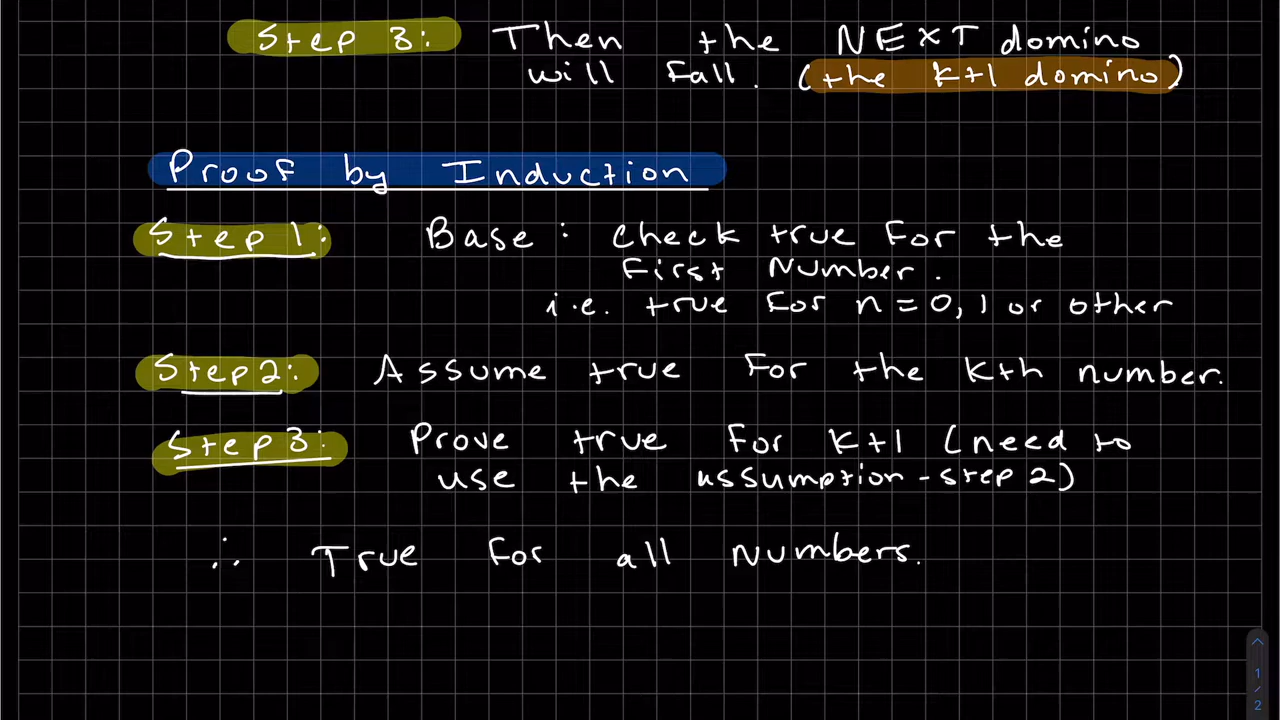 Step 3: Then the NEXT domino
will fall. (the k+1 domino)
Proof by Induction
Step 1: Base: Check true for the
First Number.
i.e. true for n = 0, 1 or other
Step 2: Assume true for the kth number.
Step 3: Prove true for k+1 (need to
use the assumption - step 2)
∴ True for all Numbers.
1
/
2